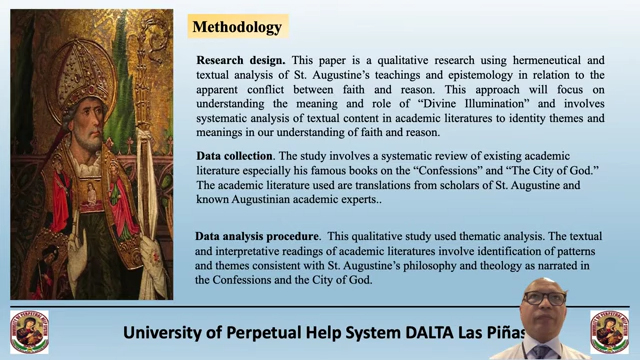 Methodology
Research design. This paper is a qualitative research using hermeneutical and
textual analysis of St. Augustine's teachings and epistemology in relation to the
apparent conflict between faith and reason. This approach will focus on
understanding the meaning and role of "Divine Illumination" and involves
systematic analysis of textual content in academic literatures to identity themes and
meanings in our understanding of faith and reason.
Data collection. The study involves a systematic review of existing academic
literature especially his famous books on the "Confessions" and "The City of God."
The academic literature used are translations from scholars of St. Augustine and
known Augustinian academic experts..
Data analysis procedure. This qualitative study used thematic analysis. The textual
and interpretative readings of academic literatures involve identification of patterns
and themes consistent with St. Augustine's philosophy and theology as narrated in
the Confessions and the City of God.
University of Perpetual Help System DALTA Las Piñas